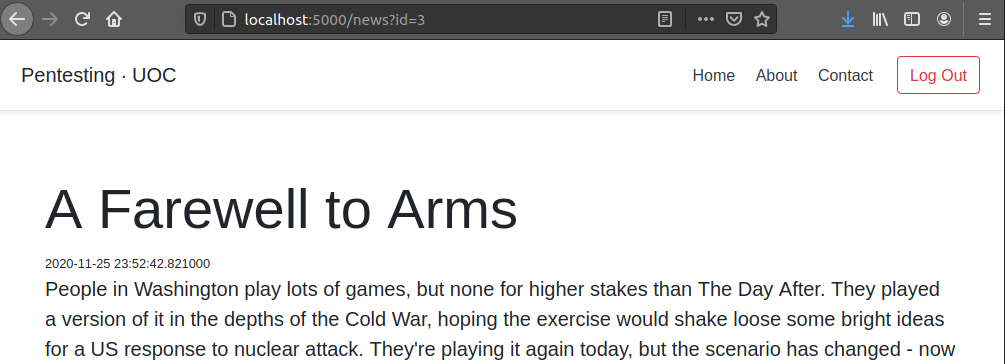 localhost:5000/news?id=3
Pentesting · UOC
Home About Contact Log Out
A Farewell to Arms
2020-11-25 23:52:42.821000
People in Washington play lots of games, but none for higher stakes than The Day After. They played
a version of it in the depths of the Cold War, hoping the exercise would shake loose some bright ideas
for a US response to nuclear attack. They're playing it again today, but the scenario has changed - now